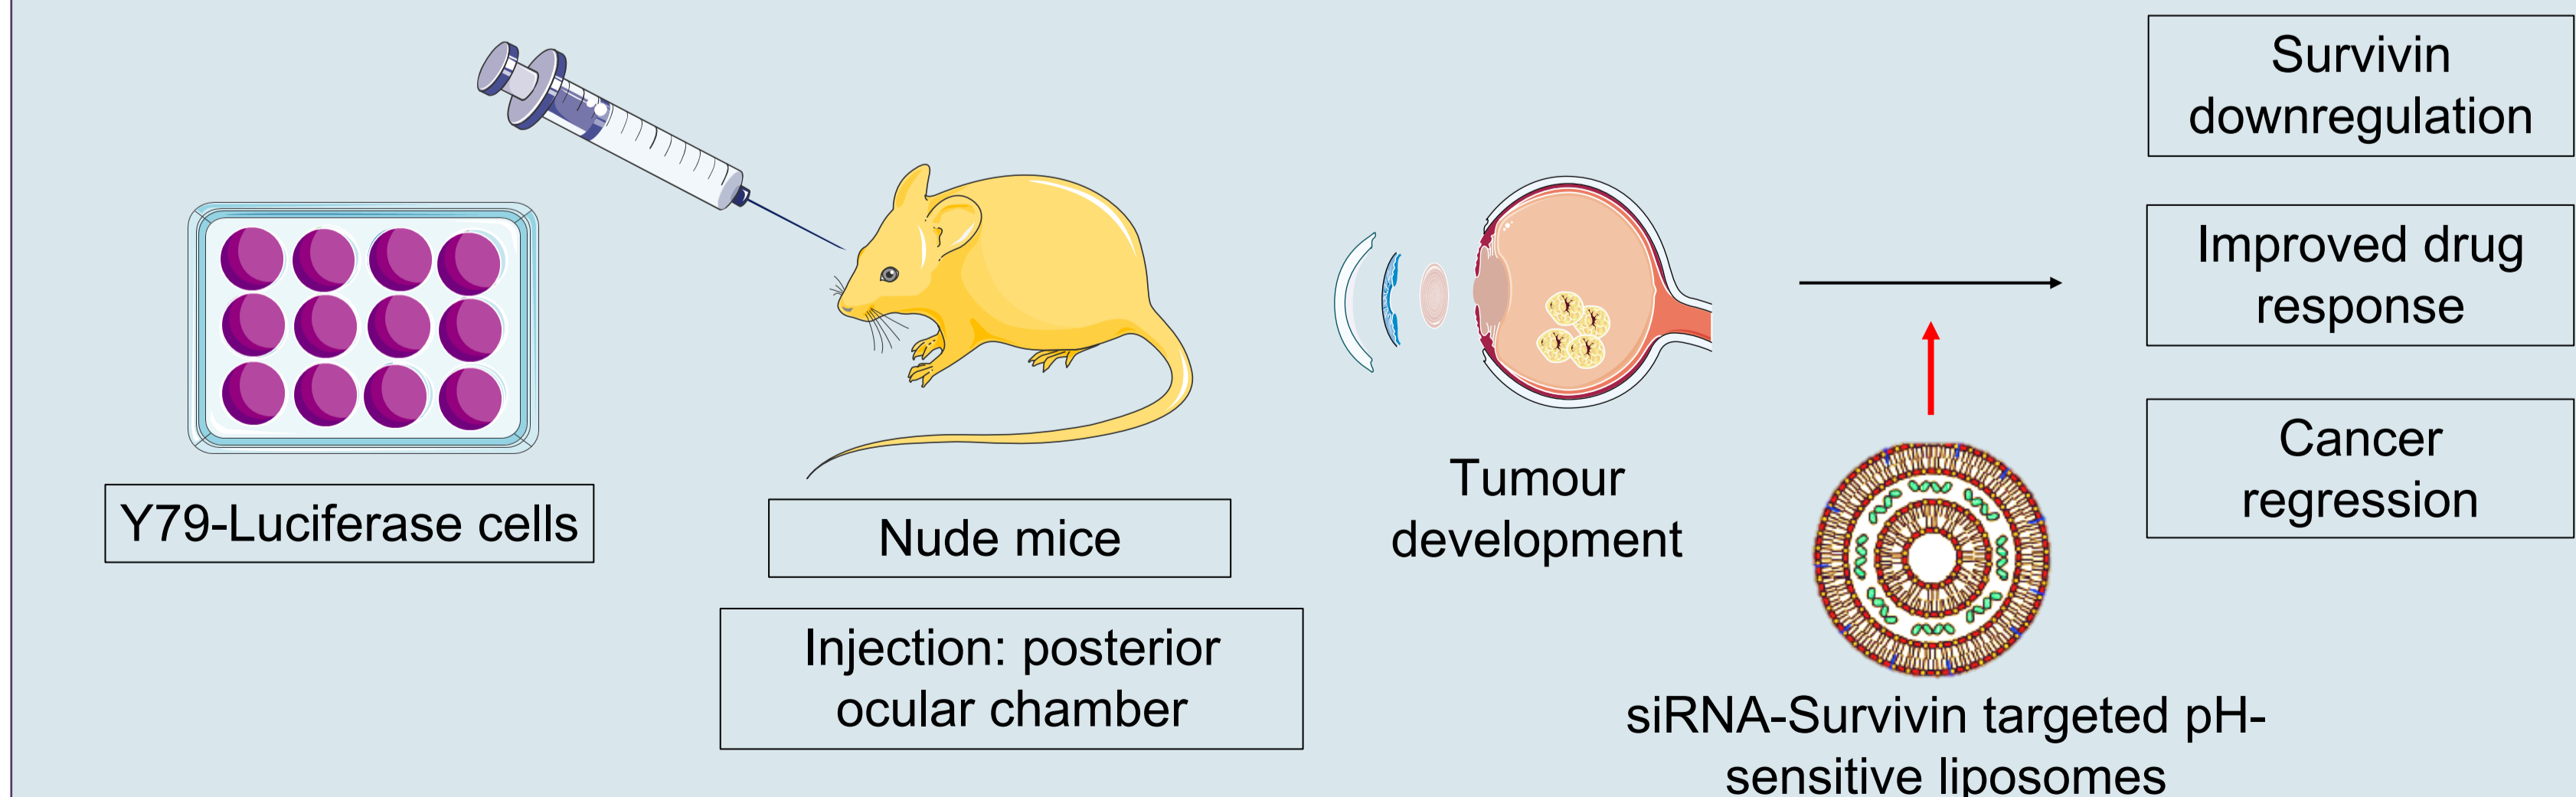 Y79-Luciferase cells
Nude mice
Injection: posterior
ocular chamber
Tumour
development
siRNA-Survivin targeted pH-
sensitive liposomes
Survivin
downregulation
Improved drug
response
Cancer
regression